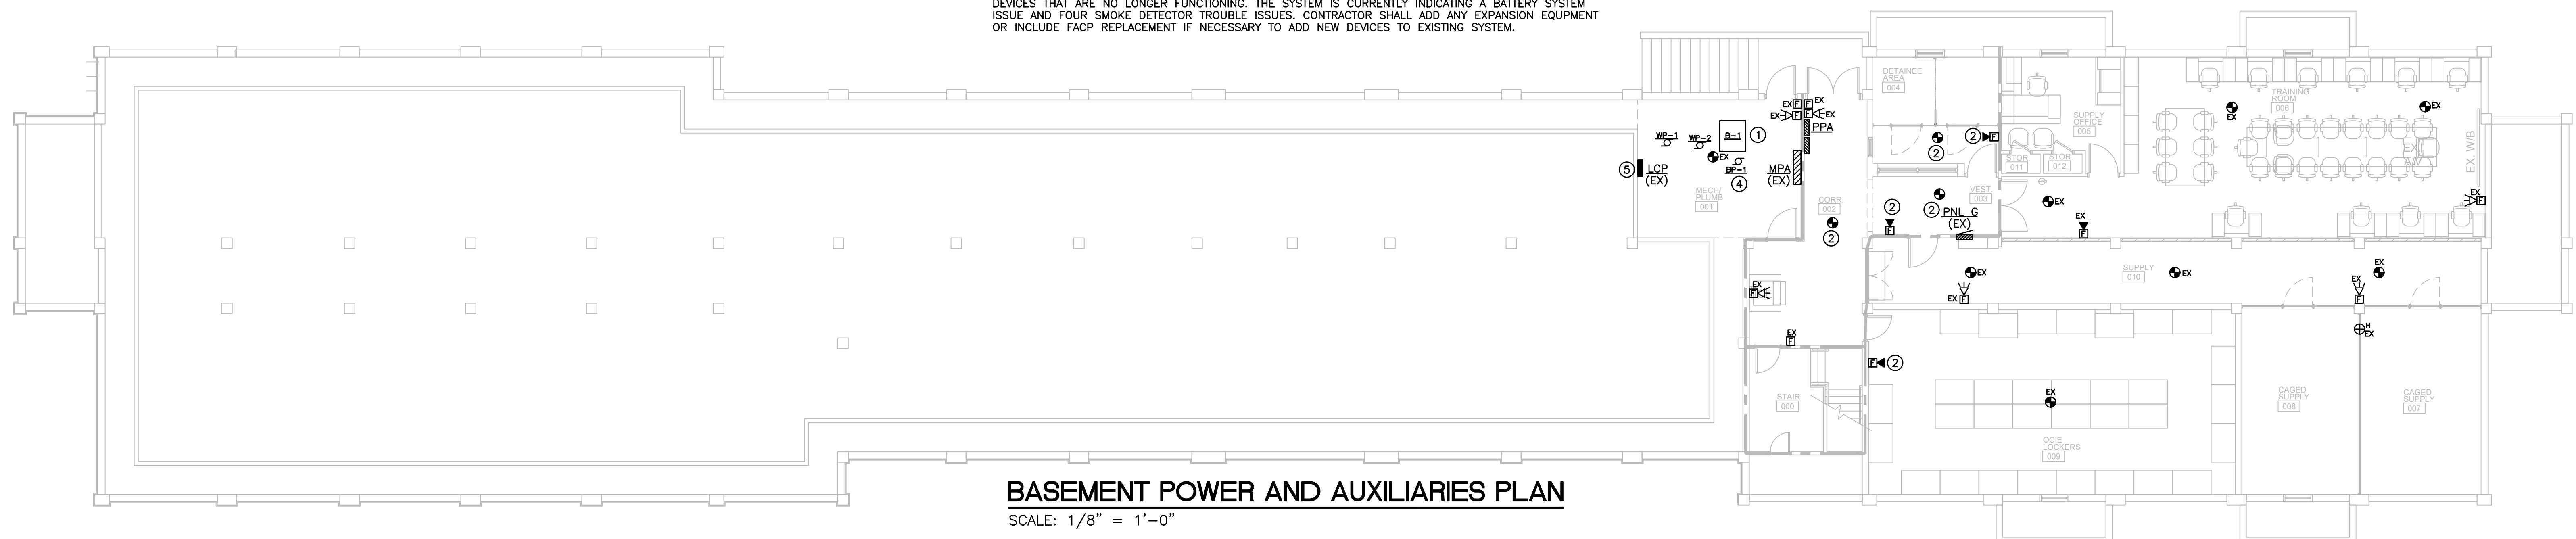 DEVICES THAT ARE NO LONGER FUNCTIONING. THE SYSTEM IS CURRENTLY INDICATING A BATTERY SYSTEM
ISSUE AND FOUR SMOKE DETECTOR TROUBLE ISSUES. CONTRACTOR SHALL ADD ANY EXPANSION EQUPMENT
OR INCLUDE FACP REPLACEMENT IF NECESSARY TO ADD NEW DEVICES TO EXISTING SYSTEM.
DETAINEE
AREA
004
SUPPLY
OFFICE
005
TRAINING
ROOM
006
EX
EX
EX
F
EX
F
EX
F
F
EX
PPA
WP-1
WP-2
B-1
1
EX
BP-1
4
5
LCP
(EX)
MPA
(EX)
MECH/
PLUMB
001
CORR
002
2
2
2
F
STOR
011
STOR
012
VEST
003
2
F
2
PNL G
(EX)
EX
EX
F
EX
F
EX W/B
EX
EX
SUPPLY
010
EX
EX
EX
F
EX
F
EX
F
H
EX
EX
F
F
2
STAIR
000
EX
OCIE
LOCKERS
009
CAGED
SUPPLY
008
CAGED
SUPPLY
007
BASEMENT POWER AND AUXILIARIES PLAN
SCALE: 1/8" = 1'-0"